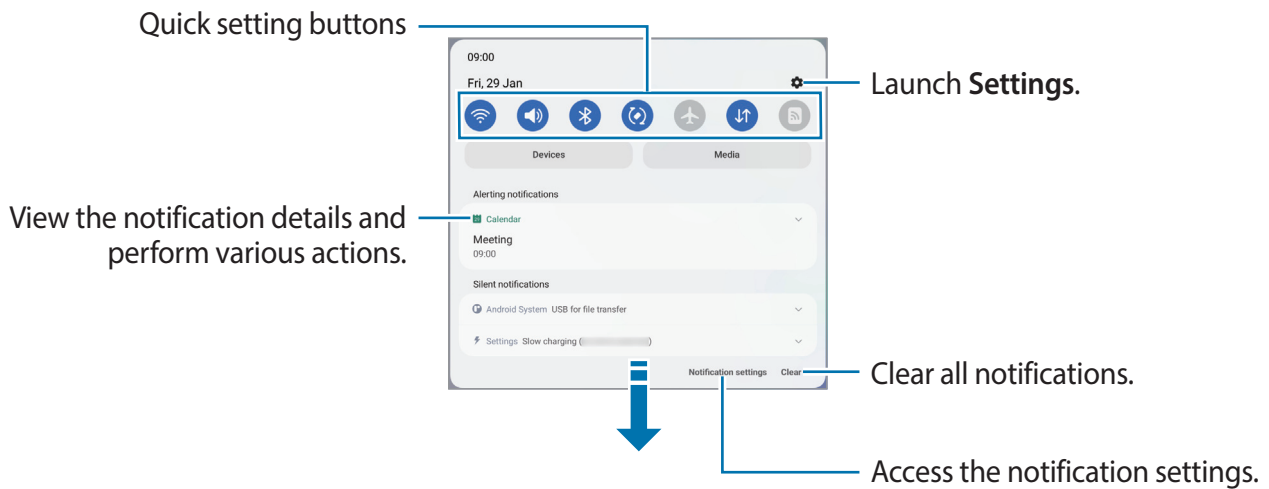 Quick setting buttons
09:00
Fri, 29 Jan
Launch Settings.
Devices Media
Alerting notifications
View the notification details and
perform various actions.
Calendar
Meeting
09:00
Silent notifications
Android System USB for file transfer
Settings Slow charging ( )
Notification settings Clear
Clear all notifications.
Access the notification settings.